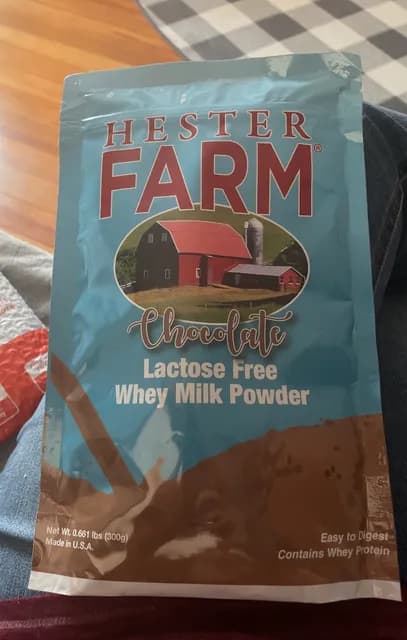 HESTER
FARM®
Chocolate
Lactose Free
Whey Milk Powder
Net Wt. 0.661 lbs (300g)
Made in U.S.A.
Easy to Digest
Contains Whey Protein